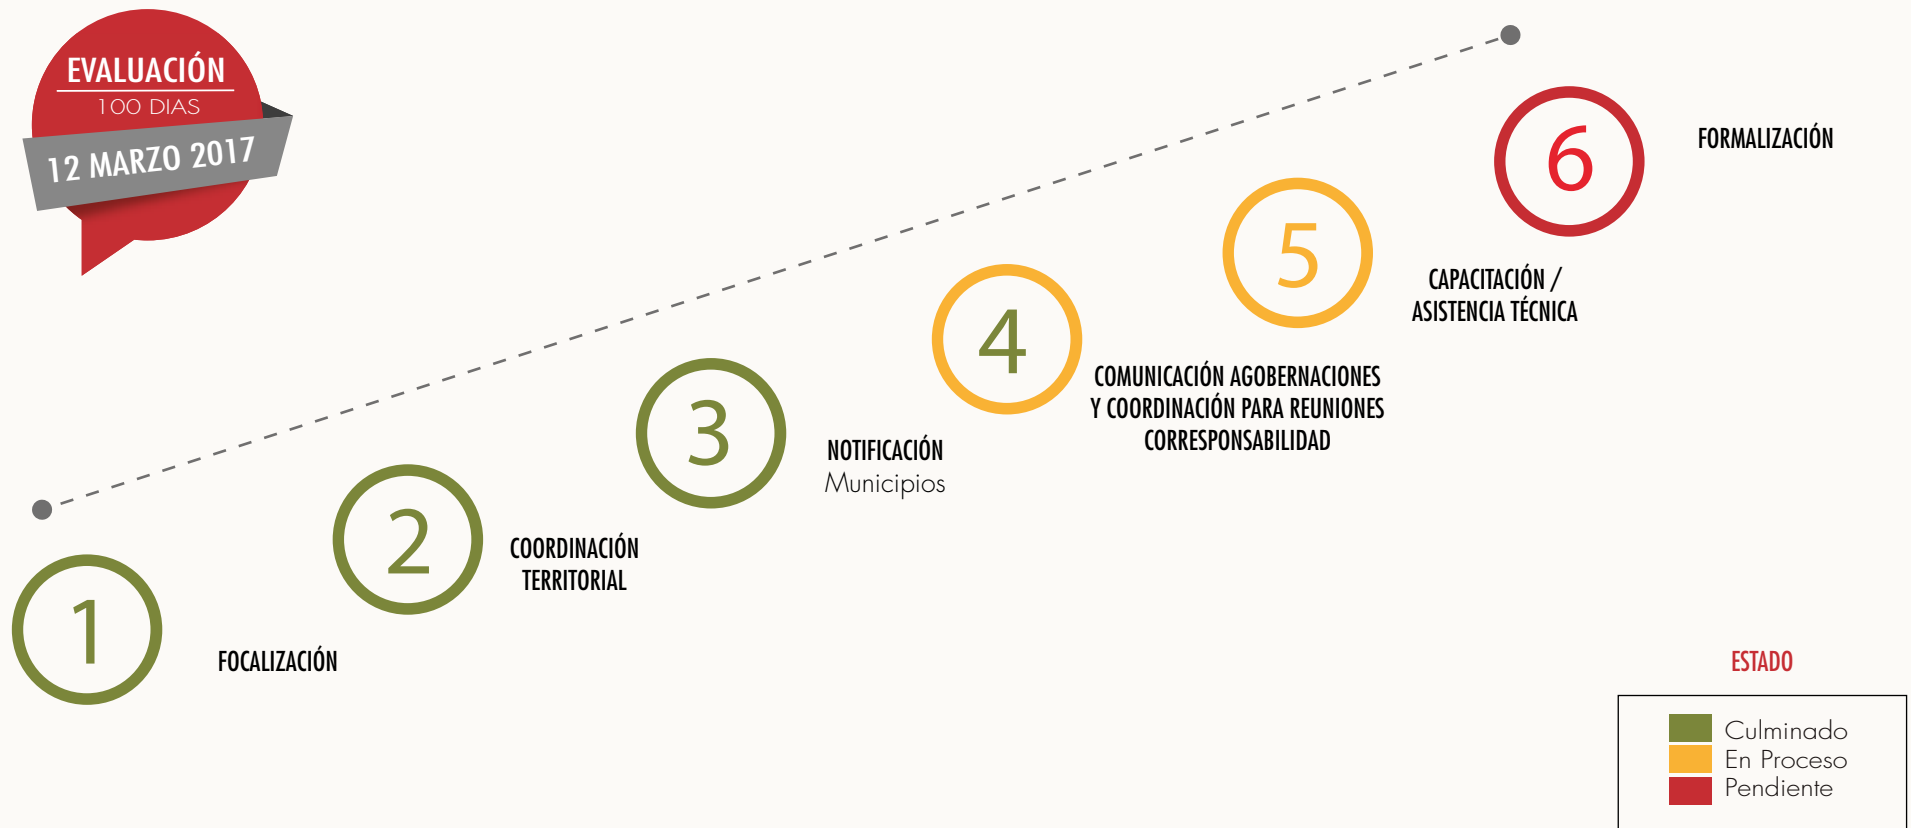 EVALUACIÓN
100 DIAS
12 MARZO 2017
1
FOCALIZACIÓN
2
COORDINACIÓN
TERRITORIAL
3
NOTIFICACIÓN
Municipios
4
COMUNICACIÓN AGOBERNACIONES
Y COORDINACIÓN PARA REUNIONES
CORRESPONSABILIDAD
5
CAPACITACIÓN /
ASISTENCIA TÉCNICA
6
FORMALIZACIÓN
ESTADO
Culminado
En Proceso
Pendiente